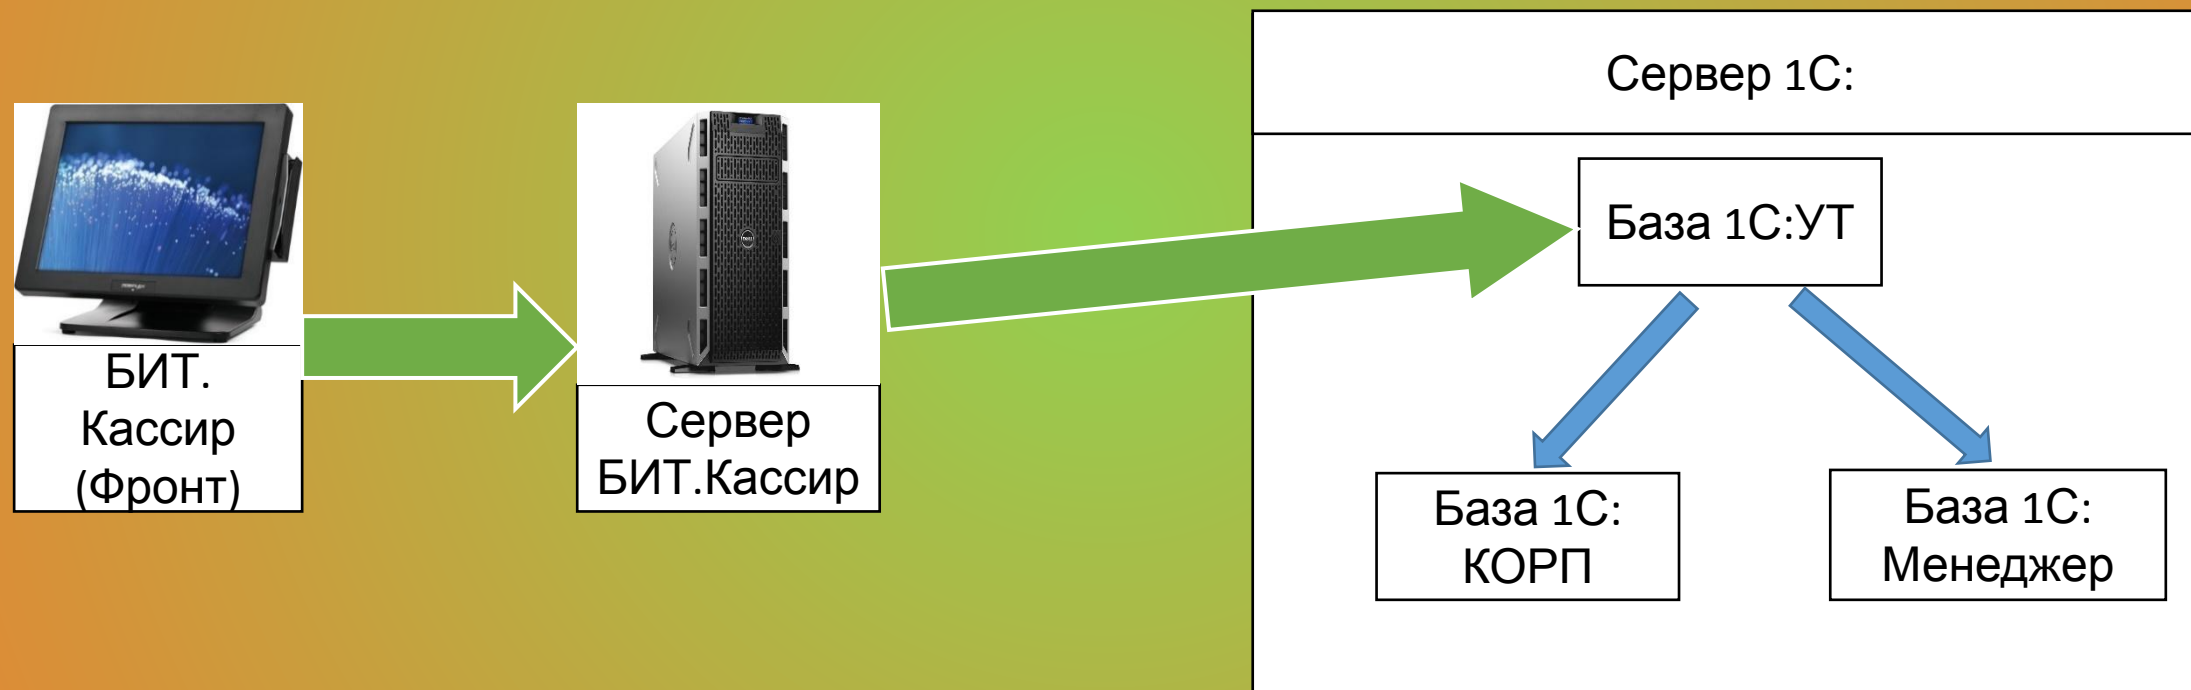 Сервер 1С:
База 1С:УТ
БИТ.
Кассир
(Фронт)
Сервер
БИТ.Кассир
База 1С:
КОРП
База 1С:
Менеджер